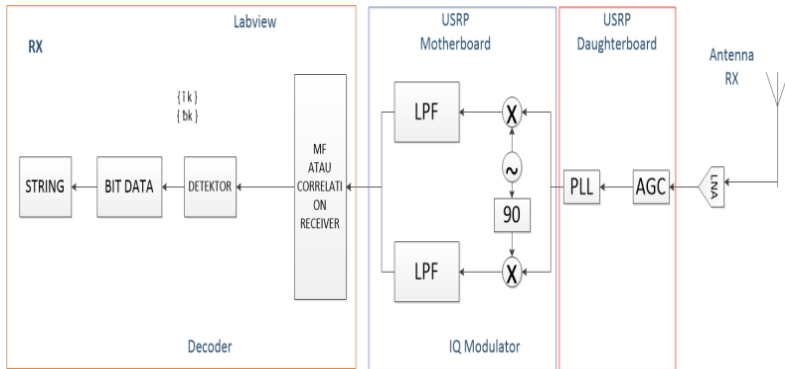 Labview
RX
USRP
Motherboard
USRP
Daughterboard
Antenna
RX
{îk}
{ƀk}
LPF
X
MF
ATAU
CORRELATI
ON
RECEIVER
~
STRING
BIT DATA
DETEKTOR
90
PLL
AGC
LNA
LPF
X
Decoder
IQ Modulator